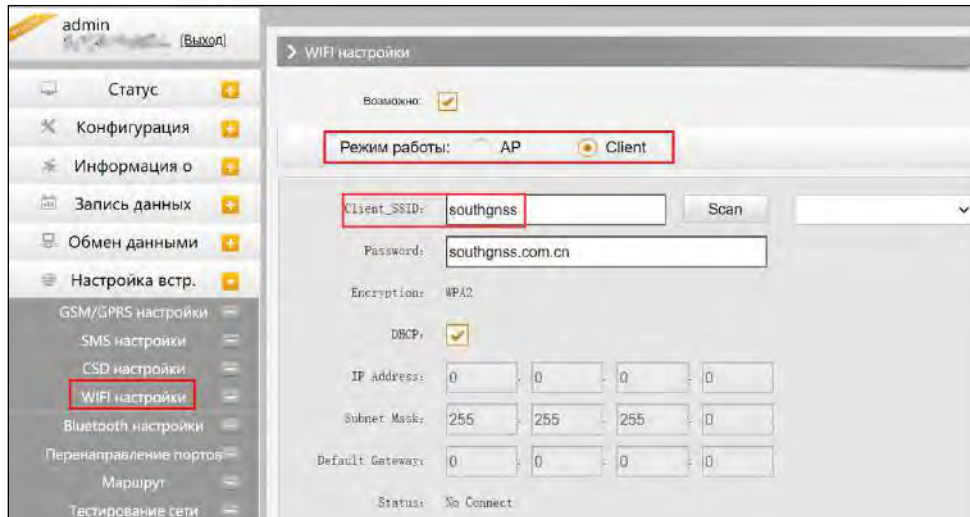 admin
[Выход]
Статус
Конфигурация
Информация о
Запись данных
Обмен данными
Настройка встр.
GSM/GPRS настройки
SMS настройки
CSD настройки
WIFI настройки
Bluetooth настройки
Перенаправление портов
Маршрут
Тестирование сети
WIFI настройки
Возможно:
Режим работы: AP Client
Client_SSID: southgnss Scan
Password: southgnss.com.cn
Encryption: WPA2
DHCP:
IP Address: 0 . 0 . 0 . 0
Subnet Mask: 255 . 255 . 255 . 0
Default Gateway: 0 . 0 . 0 . 0
Status: No Connect